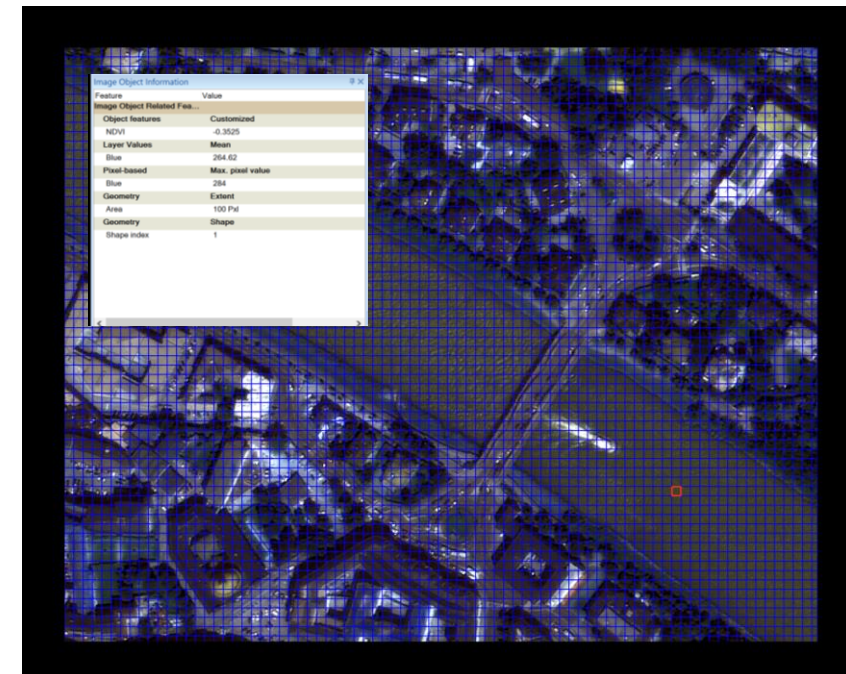 Image Object Information
Feature Value
Image Object Related Fea...
Object features Customized
NDVI -0.3525
Layer Values Mean
Blue 264.62
Pixel-based Max. pixel value
Blue 284
Geometry Extent
Area 100 Pxl
Geometry Shape
Shape index 1